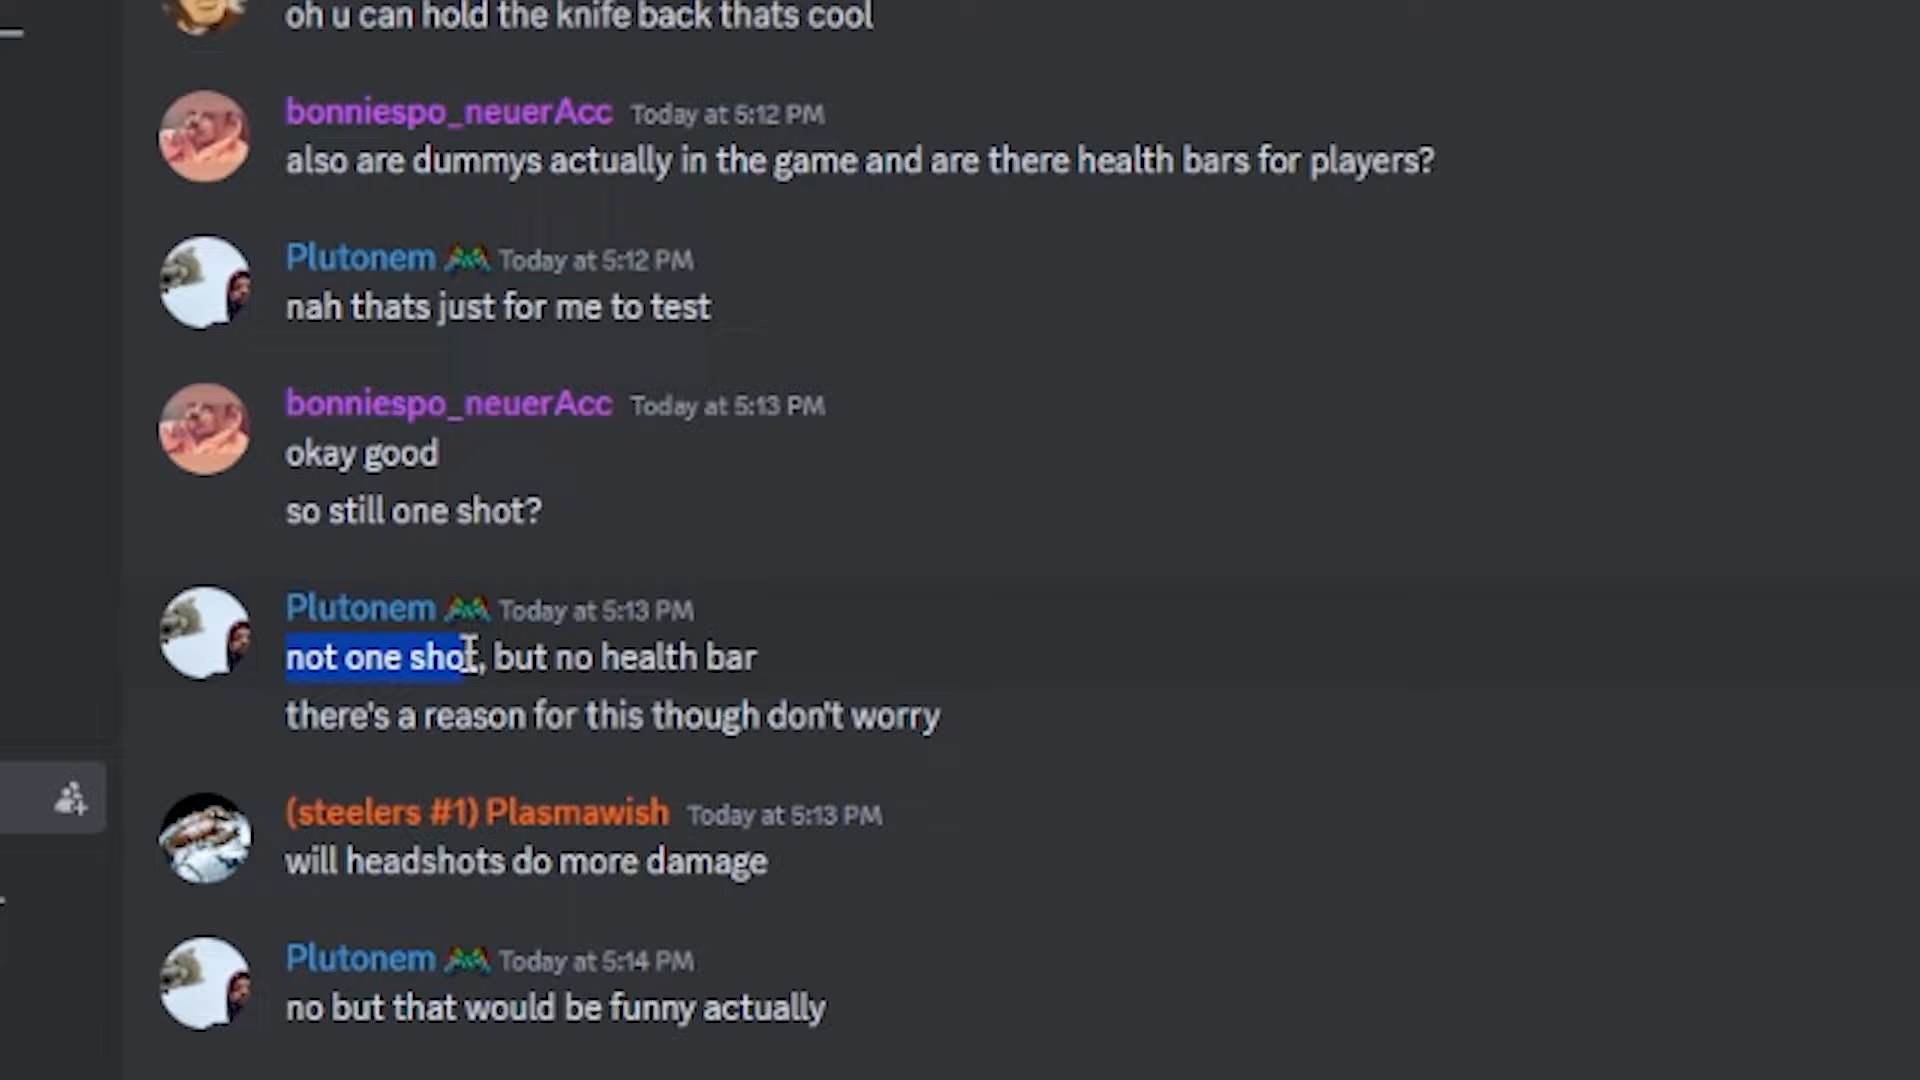 oh u can hold the knife back thats cool
bonniespo_neuerAcc Today at 5:12 PM
also are dummys actually in the game and are there health bars for players?
Plutonem Today at 5:12 PM
nah thats just for me to test
bonniespo_neuerAcc Today at 5:13 PM
okay good
so still one shot?
Plutonem Today at 5:13 PM
not one shot, but no health bar
there's a reason for this though don't worry
(steelers #1) Plasmawish Today at 5:13 PM
will headshots do more damage
Plutonem Today at 5:14 PM
no but that would be funny actually